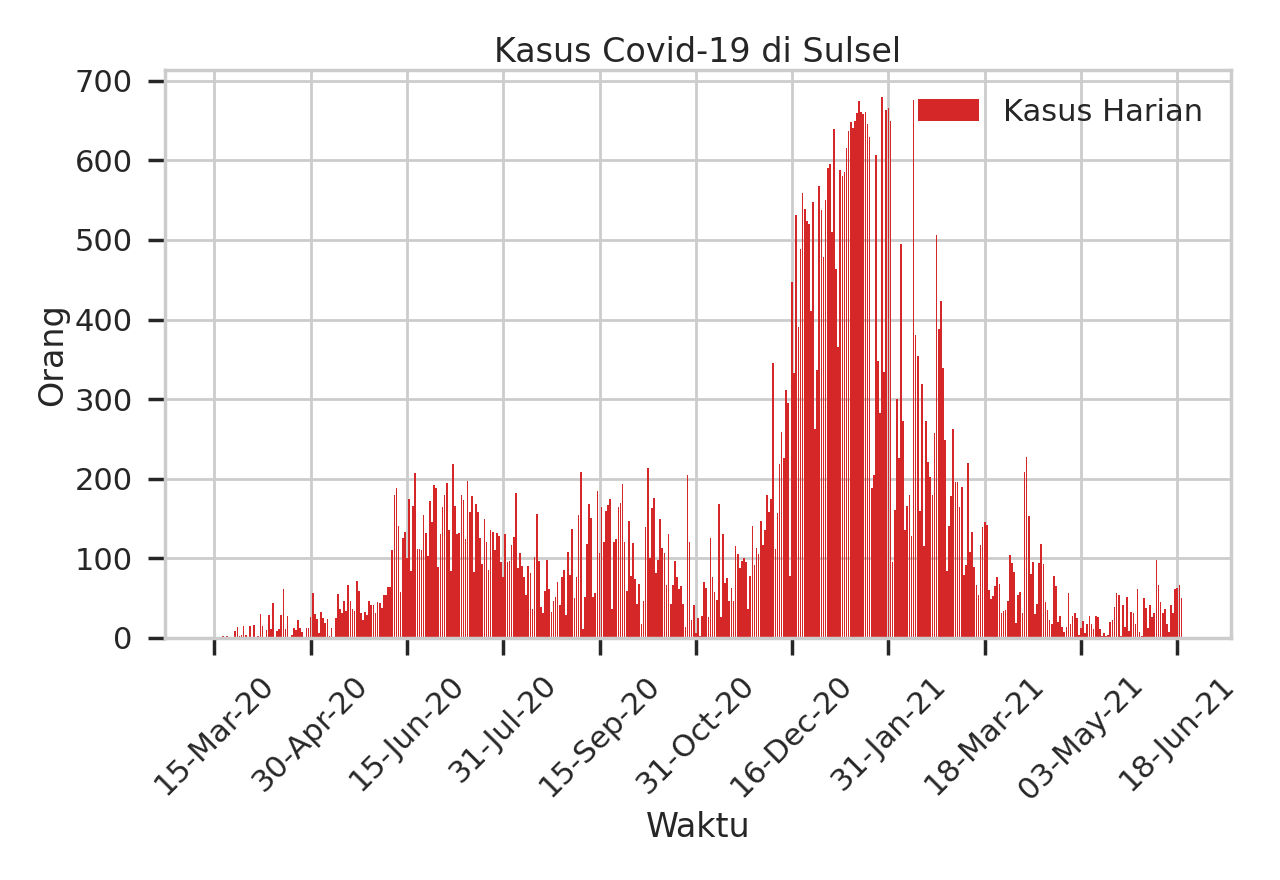 Kasus Covid-19 di Sulsel
Kasus Harian
Orang
700
600
500
400
300
200
100
0
15-Mar-20
30-Apr-20
15-Jun-20
31-Jul-20
15-Sep-20
31-Oct-20
16-Dec-20
31-Jan-21
18-Mar-21
03-May-21
18-Jun-21
Waktu